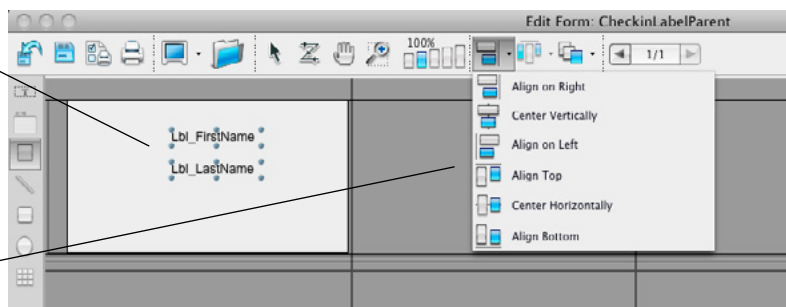 Edit Form: CheckinLabelParent
100%
1/1
Align on Right
Center Vertically
Align on Left
Align Top
Center Horizontally
Align Bottom
Lbl_FirstName
Lbl_LastName